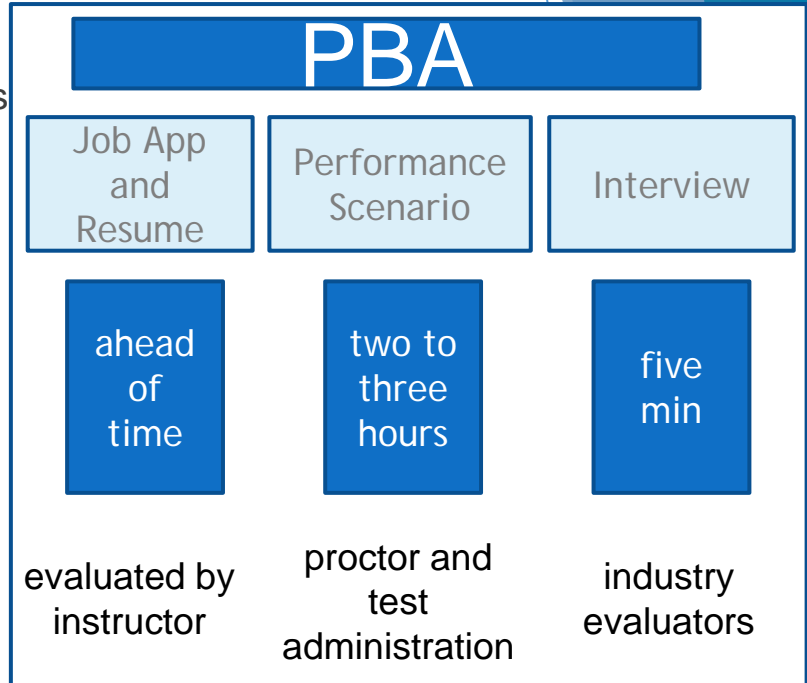 PBA
s
Job App
and
Resume
Performance
Scenario
Interview
ahead
of
time
two to
three
hours
five
min
evaluated by
instructor
proctor and
test
administration
industry
evaluators